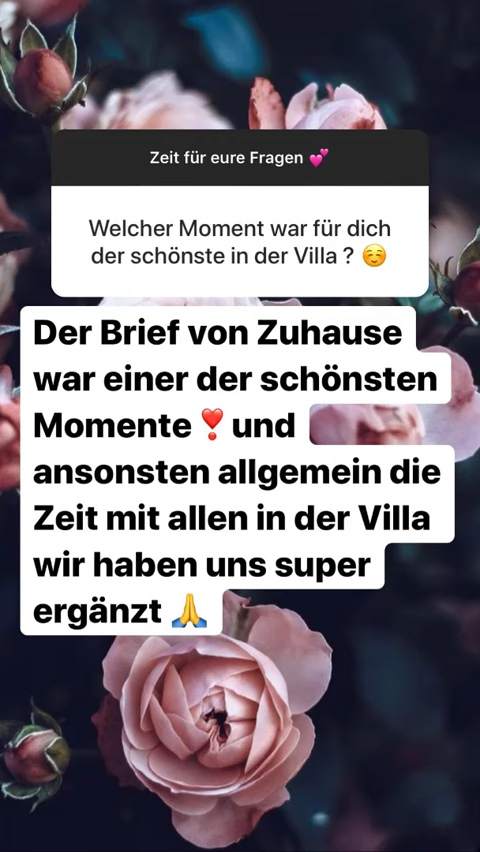 Zeit für eure Fragen 💕
Welcher Moment war für dich
der schönste in der Villa ? ☺️
Der Brief von Zuhause
war einer der schönsten
Momente❣️und
ansonsten allgemein die
Zeit mit allen in der Villa
wir haben uns super
ergänzt 🙏